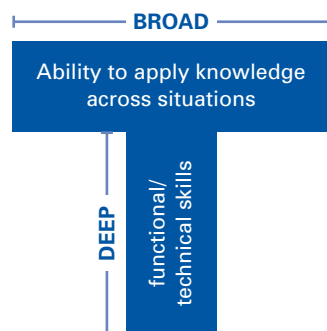 BROAD
Ability to apply knowledge
across situations
DEEP
functional/
technical skills